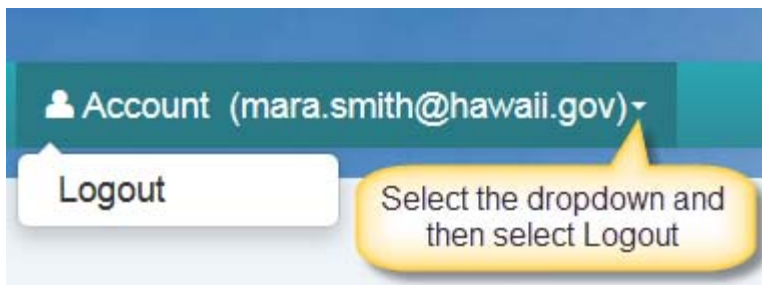 Account (mara.smith@hawaii.gov)
Logout
Select the dropdown and
then select Logout